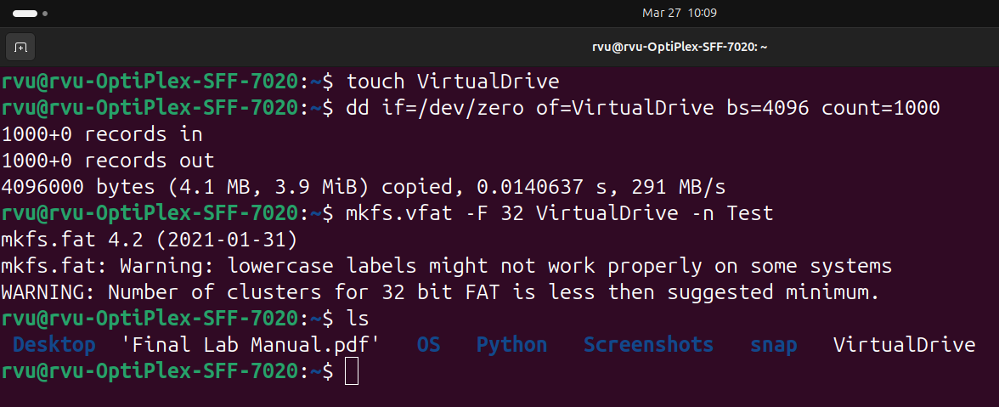 Mar 27 10:09
rvu@rvu-OptiPlex-SFF-7020: ~
rvu@rvu-OptiPlex-SFF-7020:~$ touch VirtualDrive
rvu@rvu-OptiPlex-SFF-7020:~$ dd if=/dev/zero of=VirtualDrive bs=4096 count=1000
1000+0 records in
1000+0 records out
4096000 bytes (4.1 MB, 3.9 MiB) copied, 0.0140637 s, 291 MB/s
rvu@rvu-OptiPlex-SFF-7020:~$ mkfs.vfat -F 32 VirtualDrive -n Test
mkfs.fat 4.2 (2021-01-31)
mkfs.fat: Warning: lowercase labels might not work properly on some systems
WARNING: Number of clusters for 32 bit FAT is less then suggested minimum.
rvu@rvu-OptiPlex-SFF-7020:~$ ls
Desktop 'Final Lab Manual.pdf' OS Python Screenshots snap VirtualDrive
rvu@rvu-OptiPlex-SFF-7020:~$